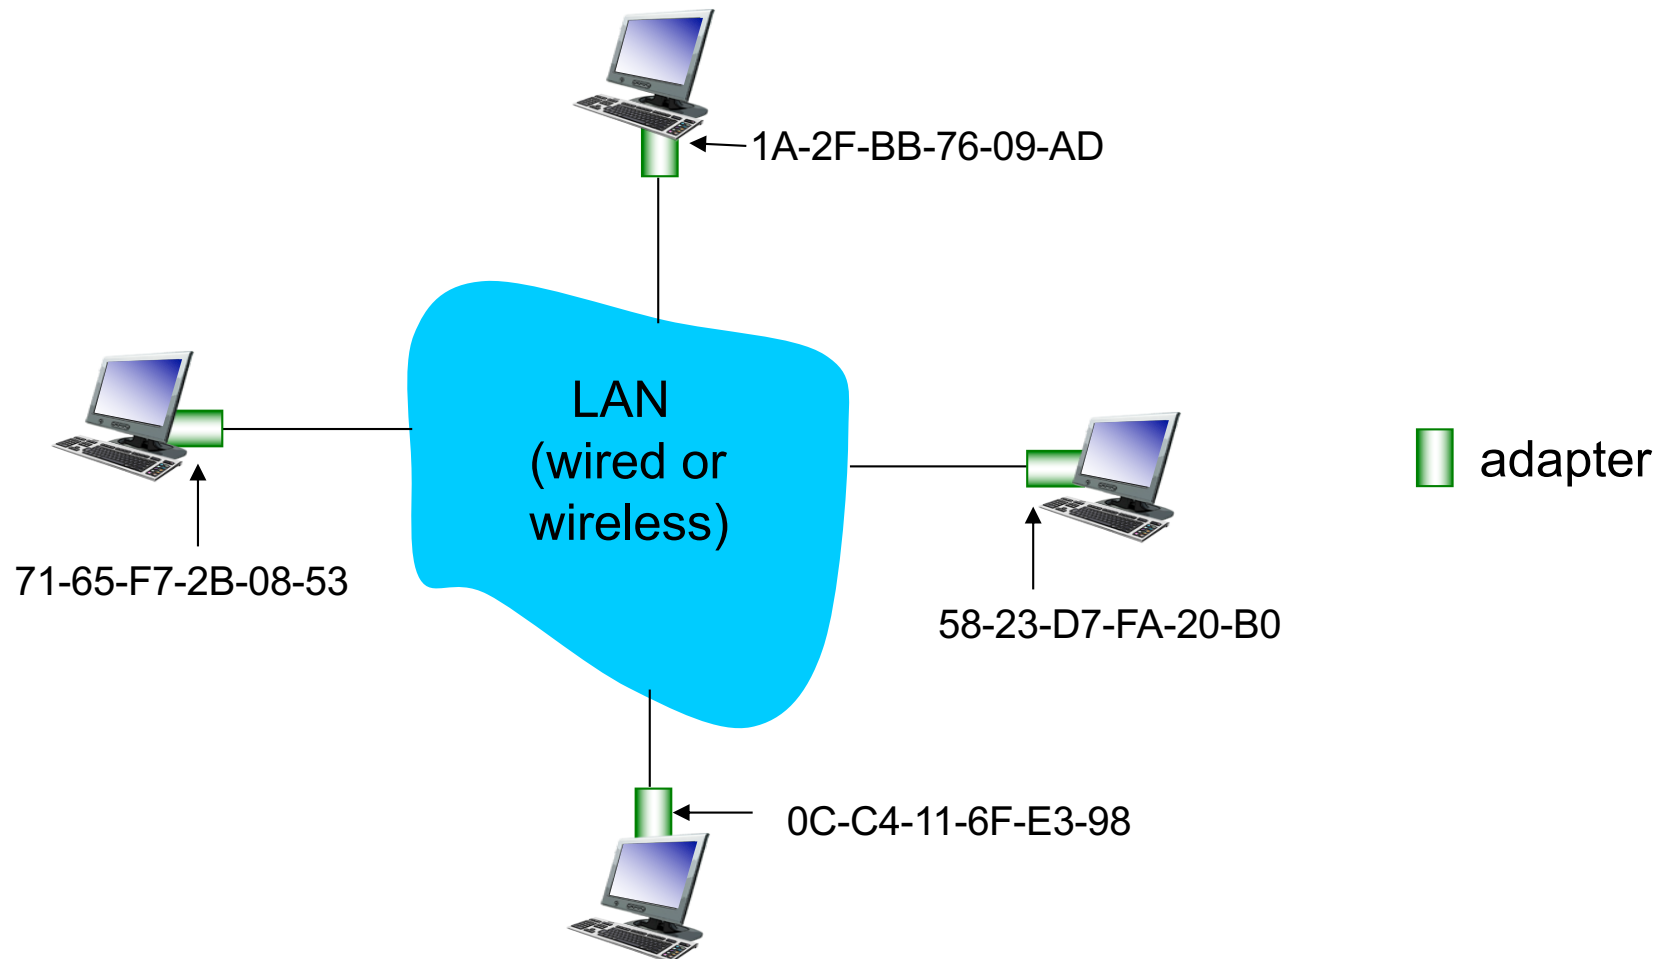 1A-2F-BB-76-09-AD
LAN
(wired or
wireless)
adapter
71-65-F7-2B-08-53
58-23-D7-FA-20-B0
0C-C4-11-6F-E3-98